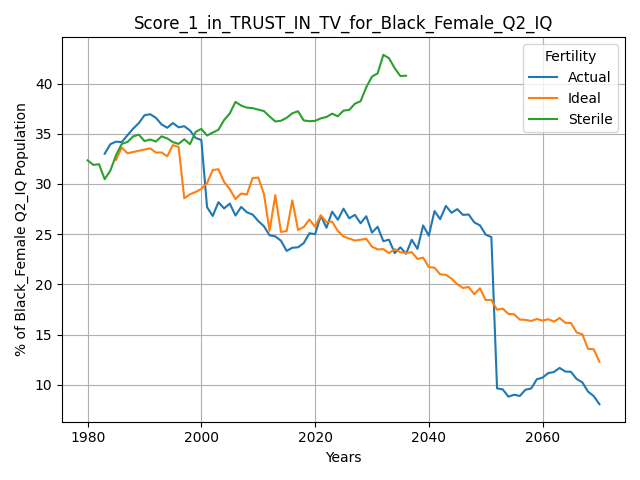 Score_1_in_TRUST_IN_TV_for_Black_Female_Q2_IQ
Fertility
Actual
Ideal
Sterile
% of Black_Female Q2_IQ Population
40
35
30
25
20
15
10
1980
2000
2020
2040
2060
Years